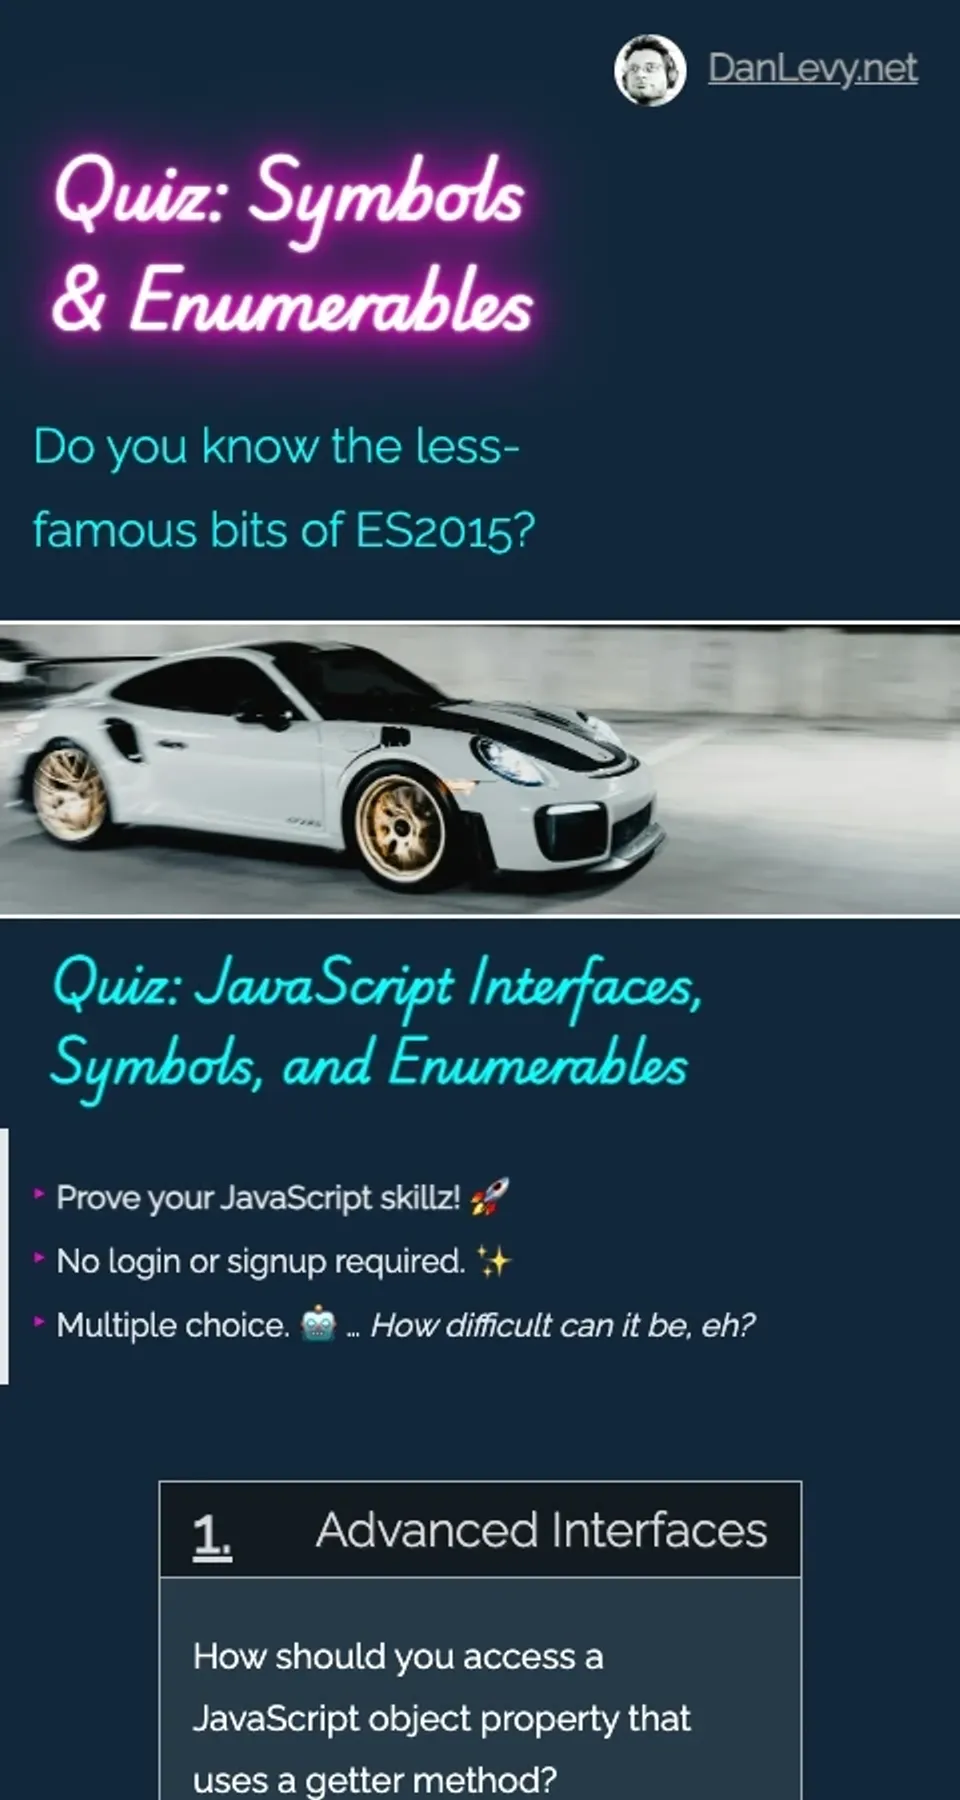 DanLevy.net
Quiz: Symbols
& Enumerables
Do you know the less-
famous bits of ES2015?
Quiz: JavaScript Interfaces,
Symbols, and Enumerables
Prove your JavaScript skillz! 🚀
No login or signup required. ✨
Multiple choice. 🤖 ... How difficult can it be, eh?
1. Advanced Interfaces
How should you access a
JavaScript object property that
uses a getter method?